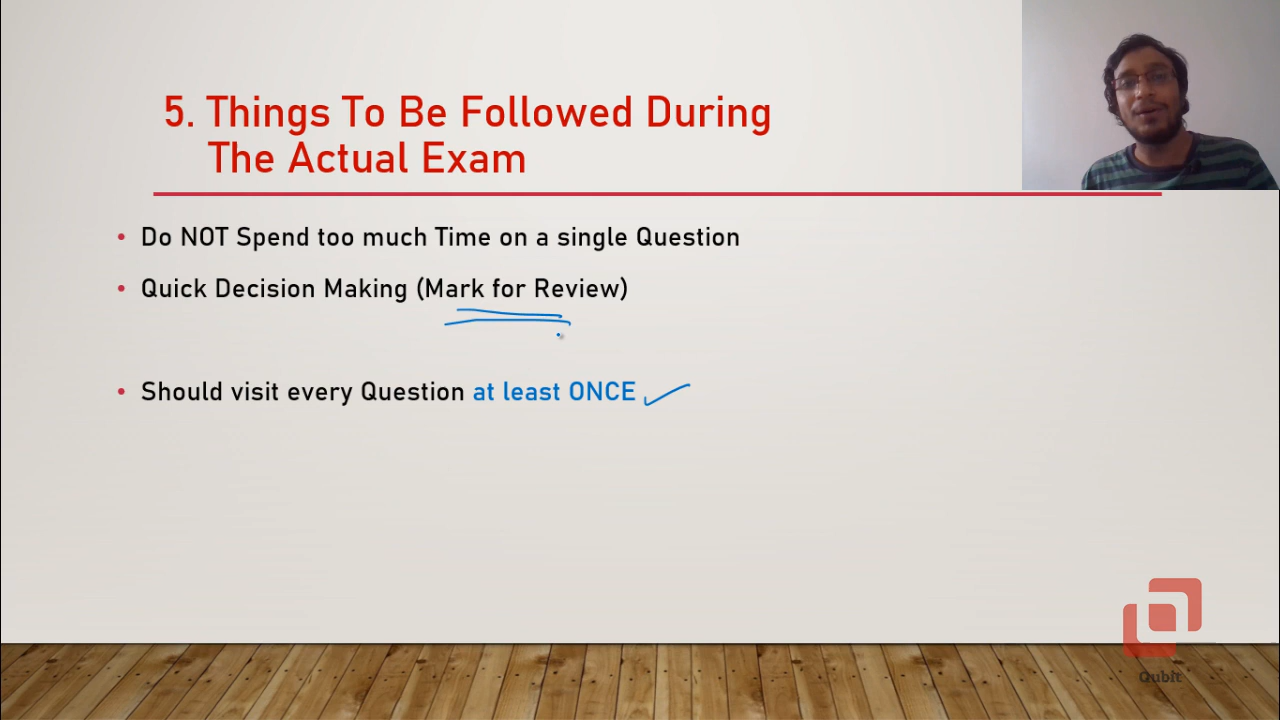 5. Things To Be Followed During
The Actual Exam
• Do NOT Spend too much Time on a single Question
• Quick Decision Making (Mark for Review)
• Should visit every Question at least ONCE
Qubit